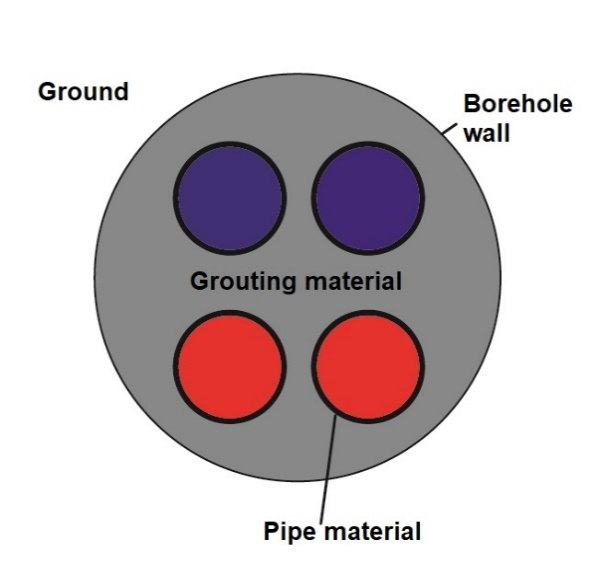 Ground
Borehole
wall
Grouting material
Pipe material